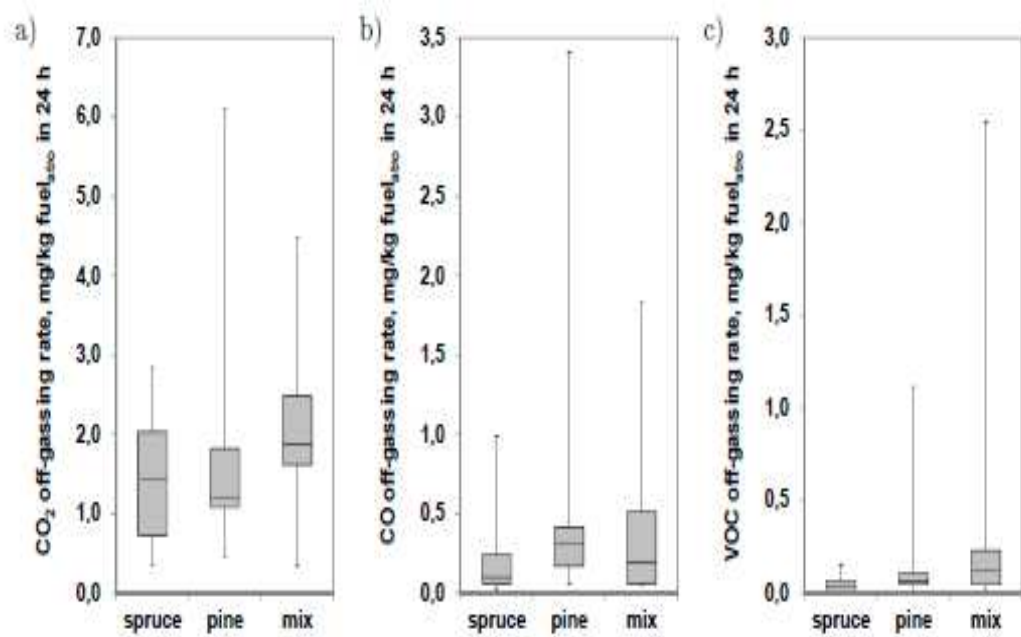 a)
CO₂ off-gassing rate, mg/kg fuel in 24 h
7,0
6,0
5,0
4,0
3,0
2,0
1,0
0,0
spruce pine mix
b)
CO off-gassing rate, mg/kg fuel in 24 h
3,5
3,0
2,5
2,0
1,5
1,0
0,5
0,0
spruce pine mix
c)
VOC off-gassing rate, mg/kg fuel in 24 h
3,0
2,5
2,0
1,5
1,0
0,5
0,0
spruce pine mix